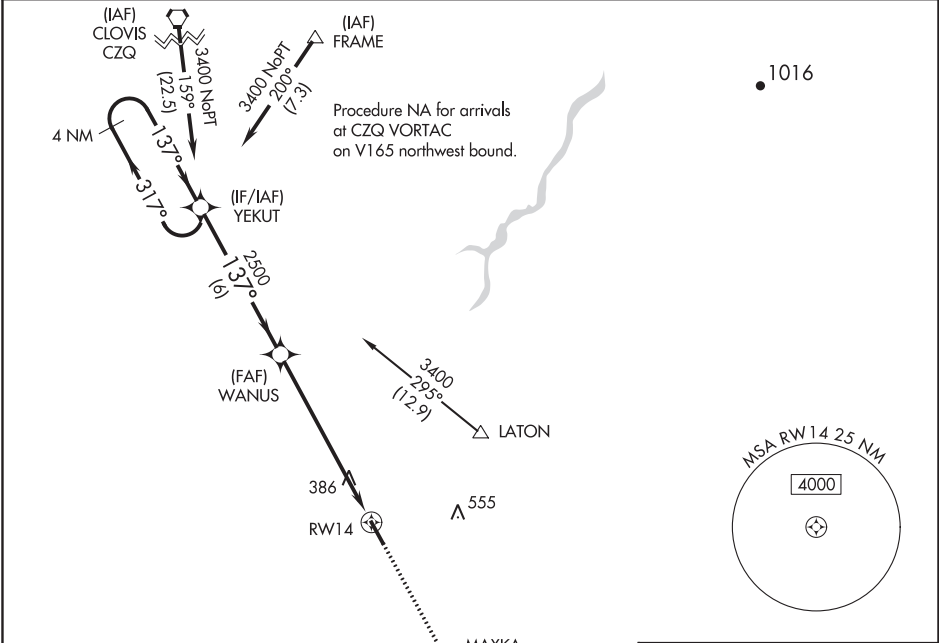 (IAF)
CLOVIS
CZQ
3400 NoPT
159°
(22.5)
(IAF)
FRAME
3400 NoPT
200°
(7.3)
1016
Procedure NA for arrivals
at CZQ VORTAC
on V165 northwest bound.
4 NM
137°
317°
(IF/IAF)
YEKUT
2500
137°
(6)
(FAF)
WANUS
3400
295°
(12.9)
LATON
386
555
RW14
MSA RW14 25 NM
4000
MAYKA